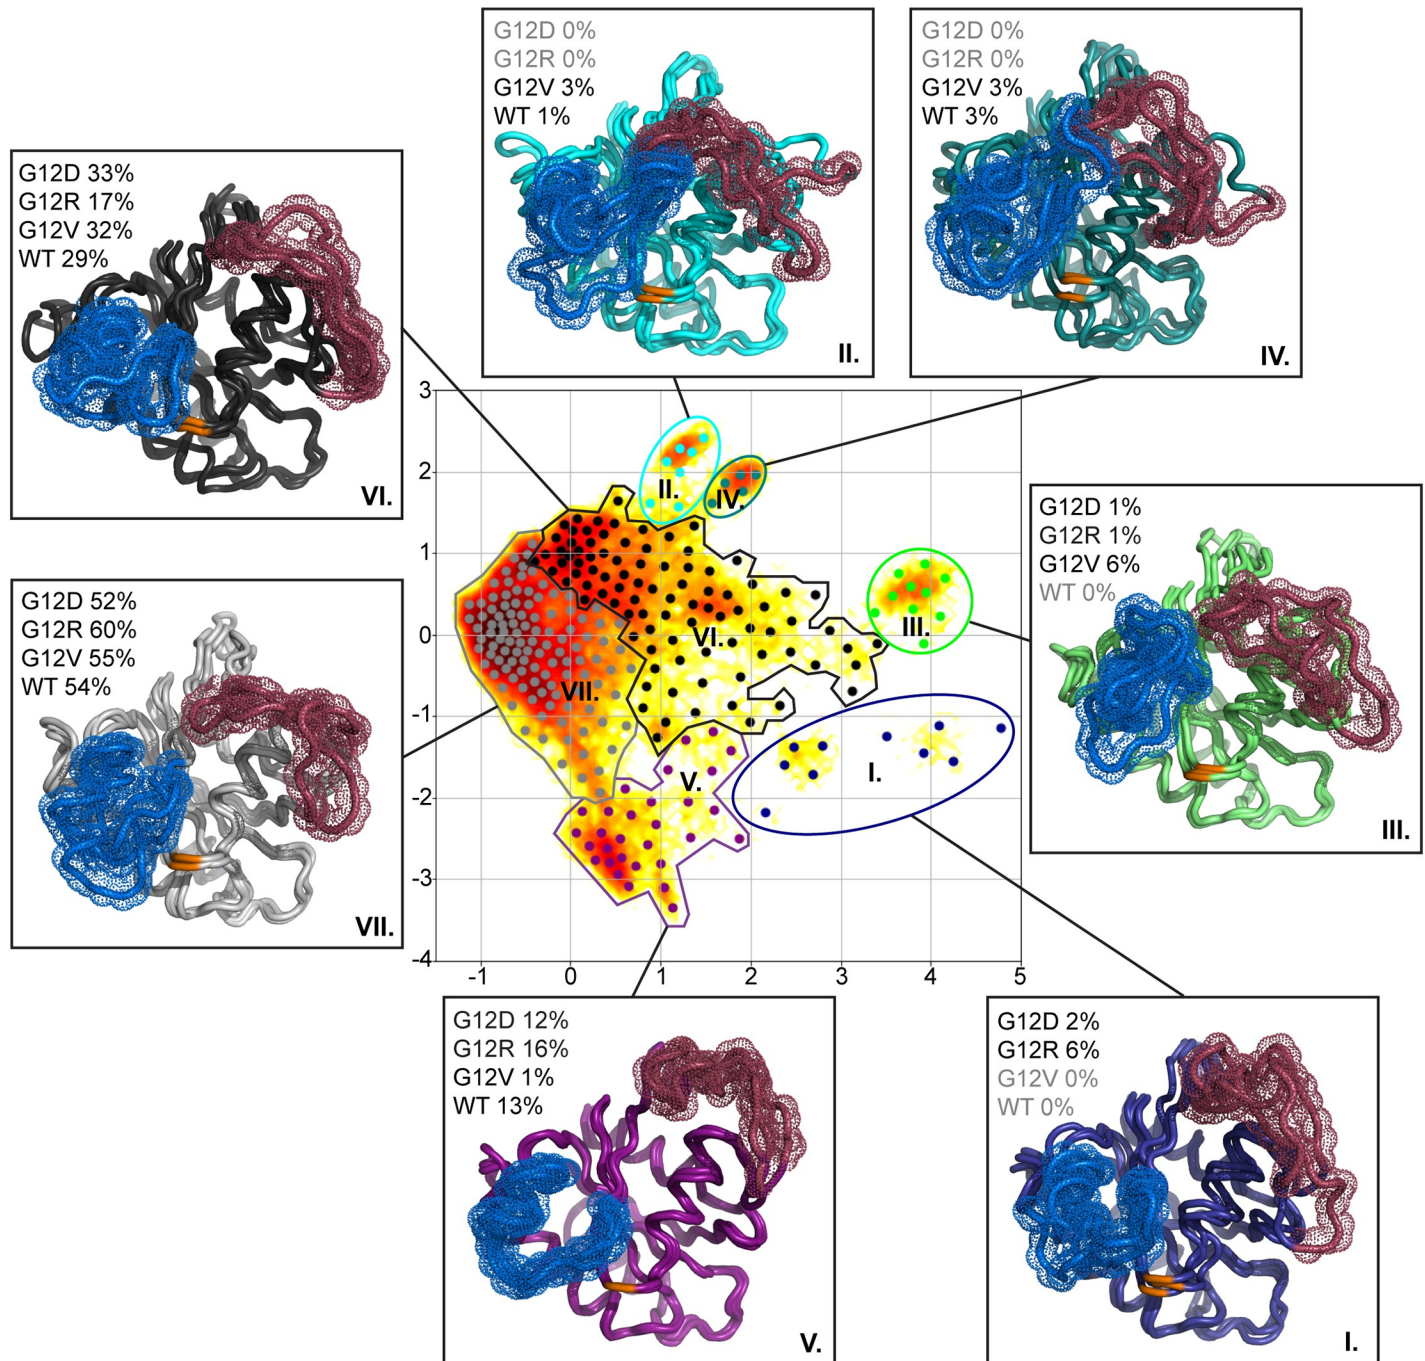 G12D 0%
G12R 0%
G12V 3%
WT 1%
II.
G12D 0%
G12R 0%
G12V 3%
WT 3%
IV.
G12D 33%
G12R 17%
G12V 32%
WT 29%
VI.
G12D 1%
G12R 1%
G12V 6%
WT 0%
III.
G12D 52%
G12R 60%
G12V 55%
WT 54%
VII.
3
2
1
0
-1
-2
-3
-4
-1
0
1
2
3
4
5
II.
IV.
III.
VI.
VII.
I.
V.
G12D 12%
G12R 16%
G12V 1%
WT 13%
V.
G12D 2%
G12R 6%
G12V 0%
WT 0%
I.